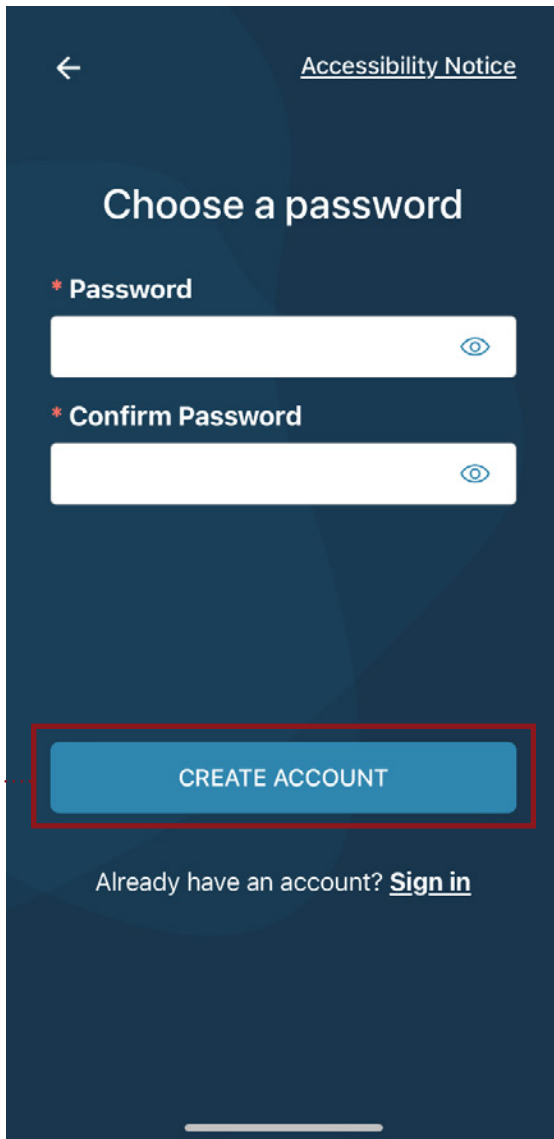 Accessibility Notice
Choose a password
* Password
* Confirm Password
CREATE ACCOUNT
Already have an account? Sign in